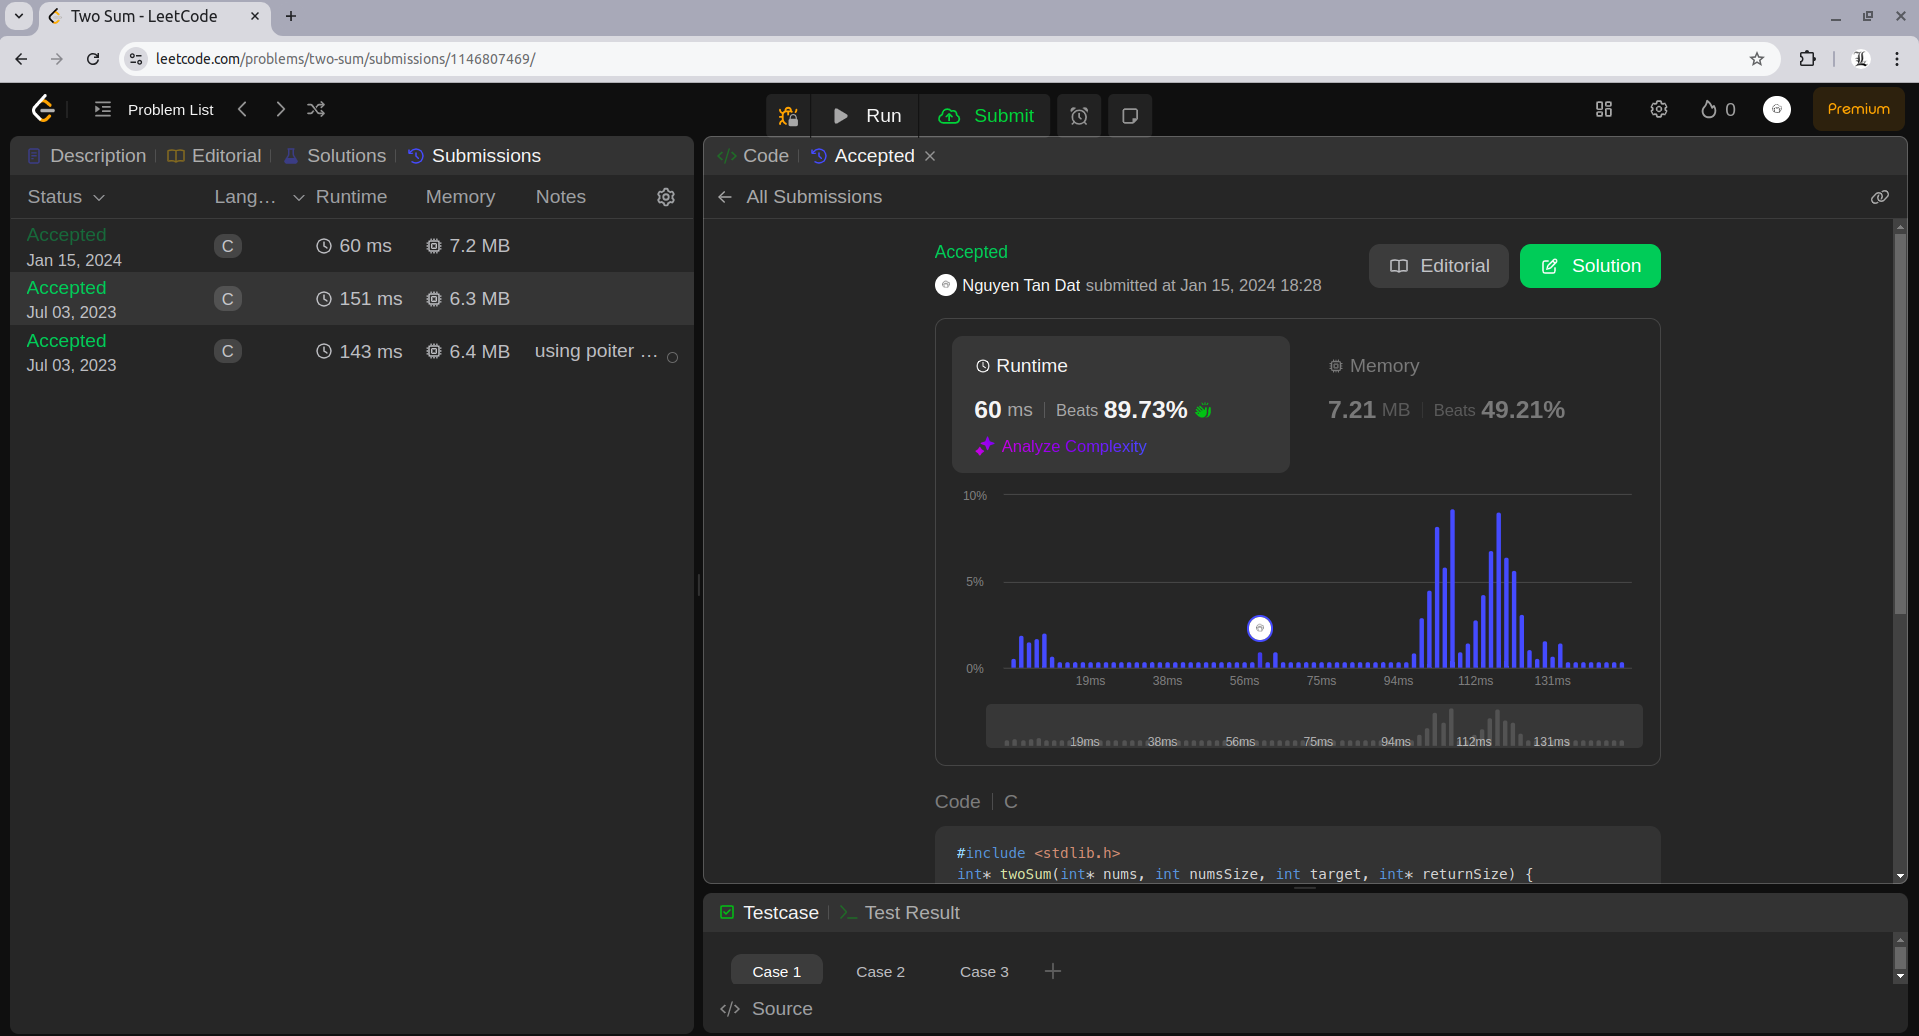 Two Sum - LeetCode
leetcode.com/problems/two-sum/submissions/1146807469/
Problem List
Run
Submit
0
Premium
Description
Editorial
Solutions
Submissions
Status
Lang...
Runtime
Memory
Notes
Accepted
Jan 15, 2024
C
60 ms
7.2 MB
Accepted
Jul 03, 2023
C
151 ms
6.3 MB
Accepted
Jul 03, 2023
C
143 ms
6.4 MB
using poiter ...
</> Code
Accepted
All Submissions
Accepted
Nguyen Tan Dat submitted at Jan 15, 2024 18:28
Editorial
Solution
Runtime
60 ms | Beats 89.73%
Analyze Complexity
Memory
7.21 MB | Beats 49.21%
10%
5%
0%
19ms 38ms 56ms 75ms 94ms 112ms 131ms
19ms 38ms 56ms 75ms 94ms 112ms 131ms
Code | C
#include <stdlib.h>
int* twoSum(int* nums, int numsSize, int target, int* returnSize) {
Testcase
Test Result
Case 1
Case 2
Case 3
</> Source